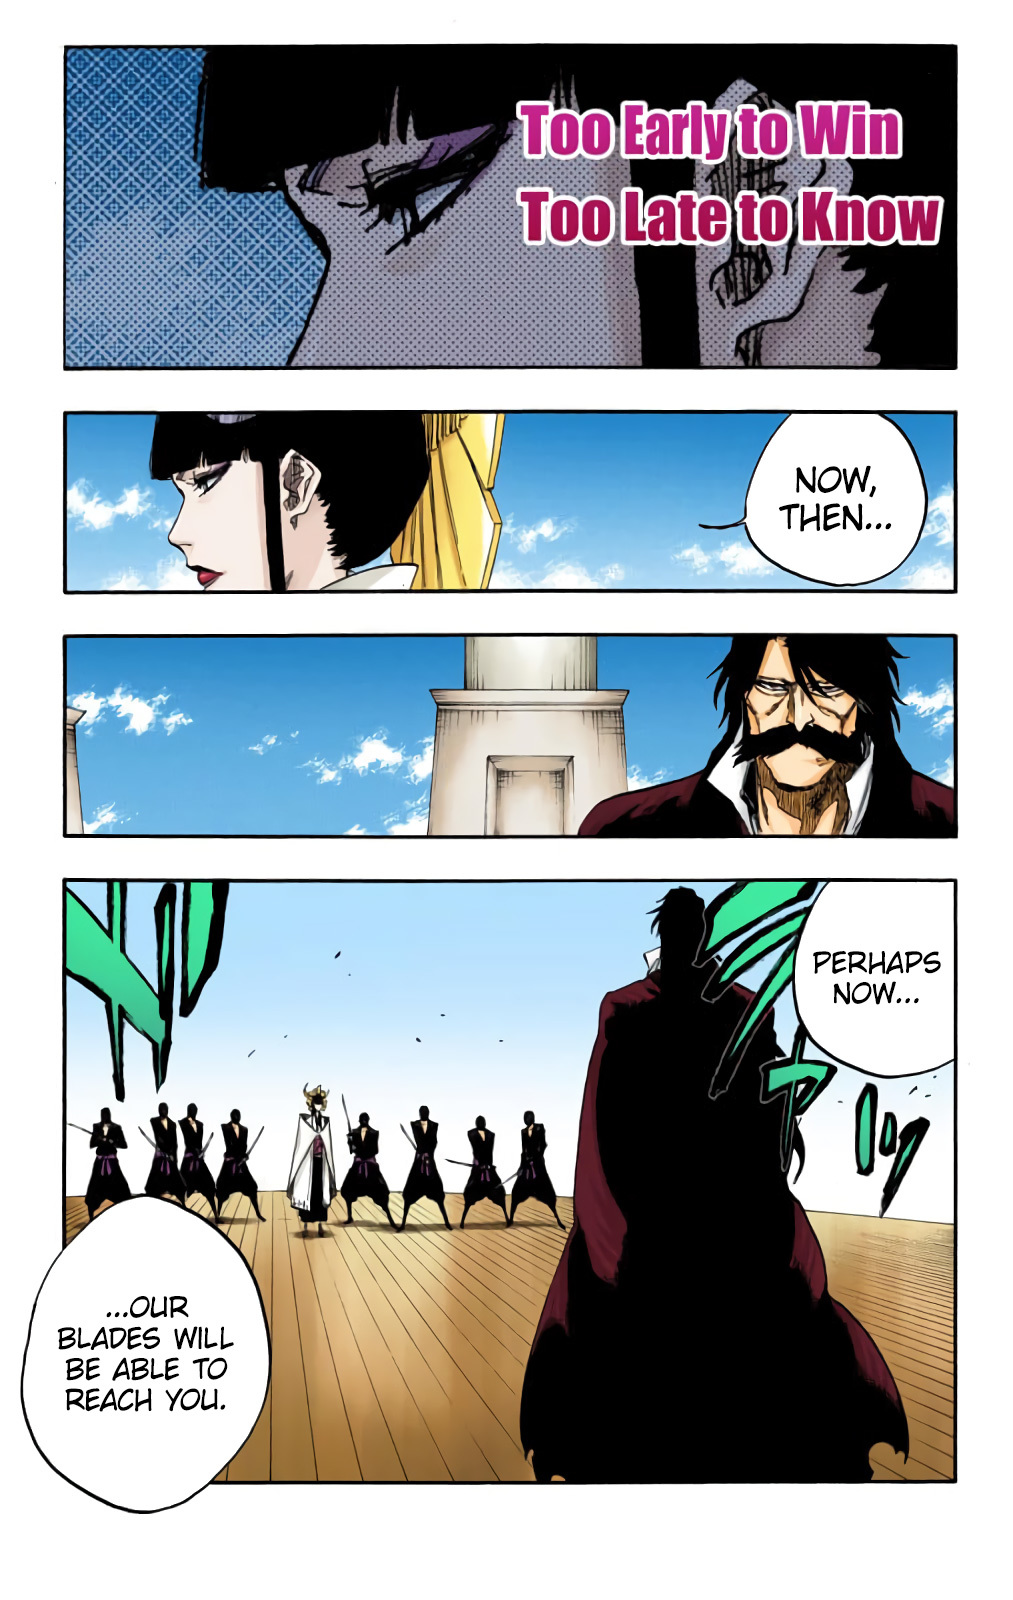 Too Early to Win
Too Late to Know
NOW,
THEN...
PERHAPS
NOW...
...OUR
BLADES WILL
BE ABLE TO
REACH YOU.